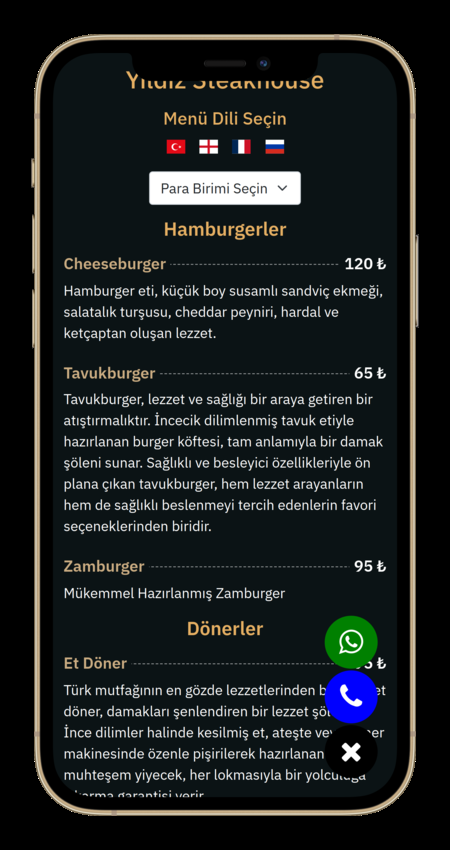 Yıldız Steakhouse
Menü Dili Seçin
Para Birimi Seçin
Hamburgerler
Cheeseburger 120 ₺
Hamburger eti, küçük boy susamlı sandviç ekmeği,
salatalık turşusu, cheddar peyniri, hardal ve
ketçaptan oluşan lezzet.
Tavukburger 65 ₺
Tavukburger, lezzet ve sağlığı bir araya getiren bir
atıştırmalıktır. İncecik dilimlenmiş tavuk etiyle
hazırlanan burger köftesi, tam anlamıyla bir damak
şöleni sunar. Sağlıklı ve besleyici özellikleriyle ön
plana çıkan tavukburger, hem lezzet arayanların
hem de sağlıklı beslenmeyi tercih edenlerin favori
seçeneklerinden biridir.
Zamburger 95 ₺
Mükemmel Hazırlanmış Zamburger
Dönerler
Et Döner ₺
Türk mutfağının en gözde lezzetlerinden et
döner, damakları şenlendiren bir lezzet
İnce dilimler halinde kesilmiş et, ateşte
makinesinde özenle pişirilerek hazırlanan
muhteşem yiyecek, her lokmasıyla bir yolculuğa
garantisi verir.